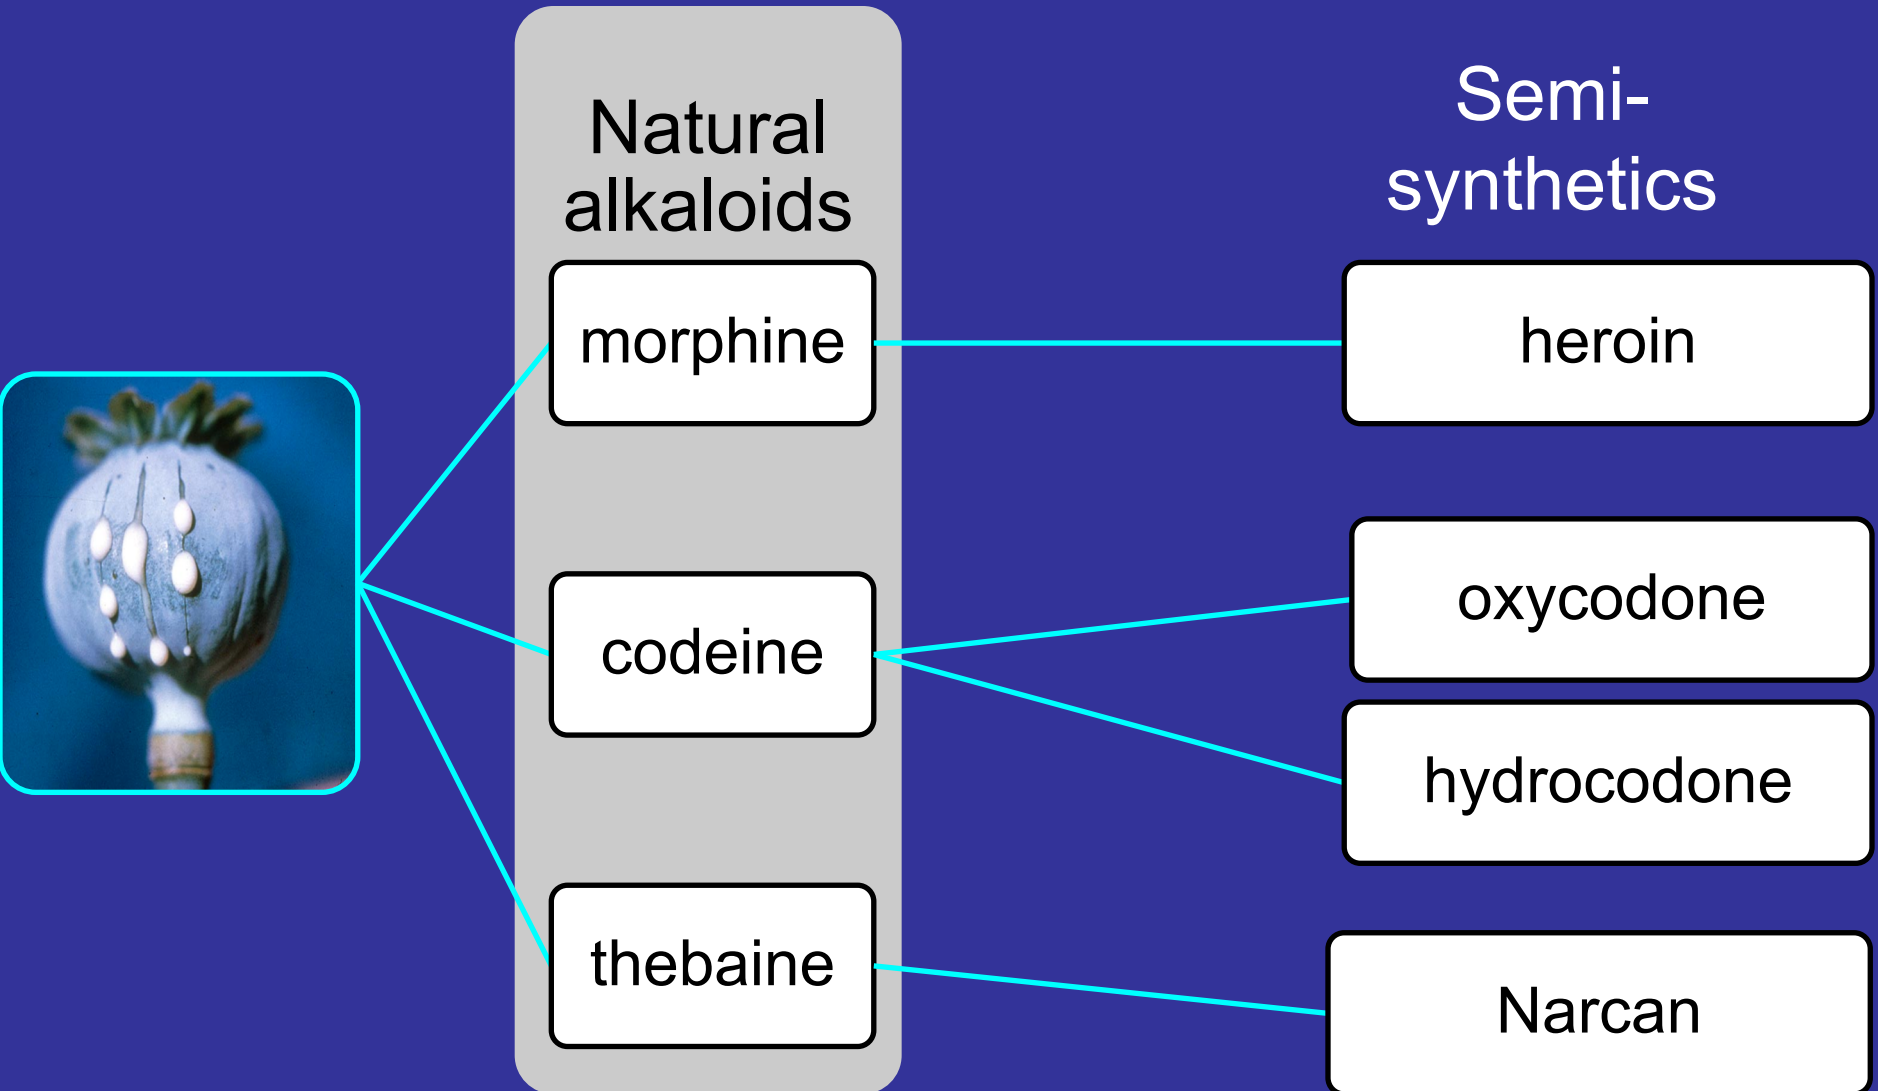 Natural
alkaloids
Semi-
synthetics
morphine
heroin
codeine
oxycodone
hydrocodone
thebaine
Narcan